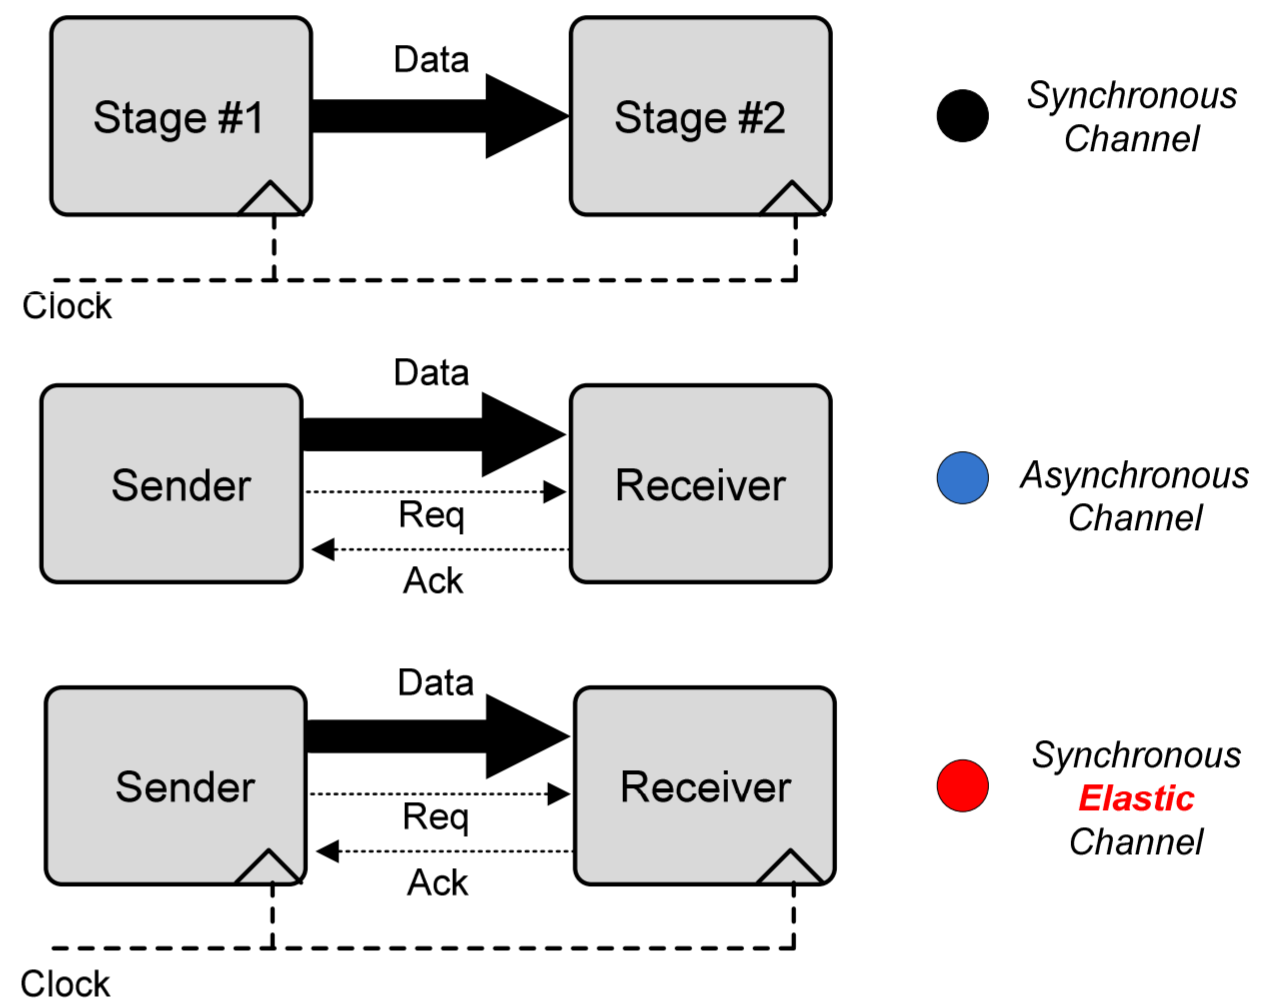 Data
Stage #1
Stage #2
Synchronous
Channel
Clock
Data
Sender
Receiver
Req
Ack
Asynchronous
Channel
Data
Sender
Receiver
Req
Ack
Synchronous
Elastic
Channel
Clock